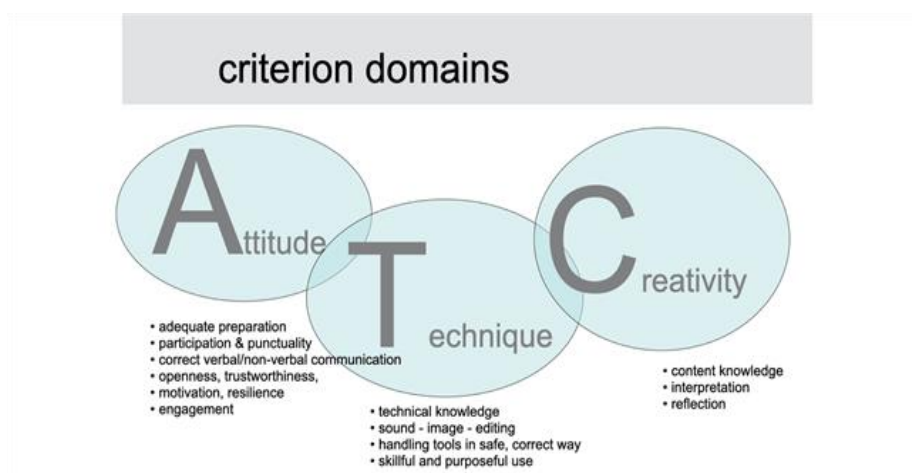 criterion domains
Attitude
Technique
Creativity
• adequate preparation
• participation & punctuality
• correct verbal/non-verbal communication
• openness, trustworthiness,
• motivation, resilience
• engagement
• technical knowledge
• sound - image - editing
• handling tools in safe, correct way
• skillful and purposeful use
• content knowledge
• interpretation
• reflection